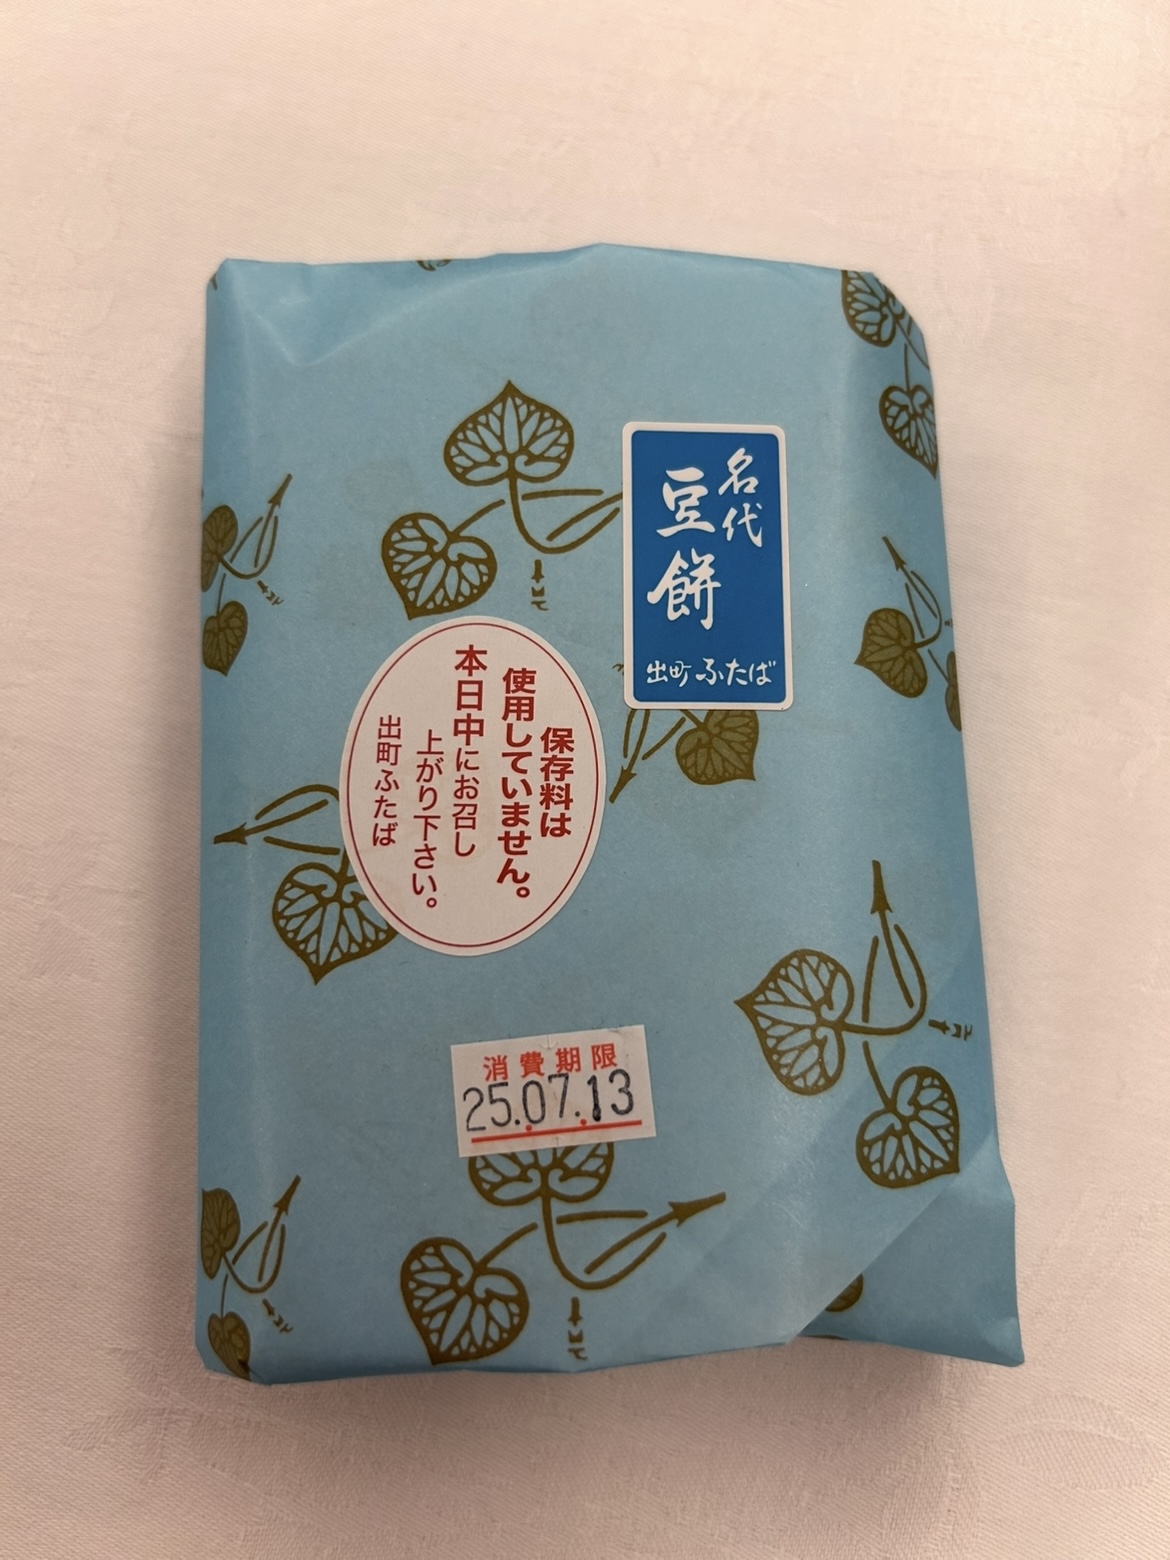 名代
豆餅
出町ふたば
保存料は
使用していません。
本日中にお召し
上がり下さい。
出町ふたば
消費期限
25.07.13